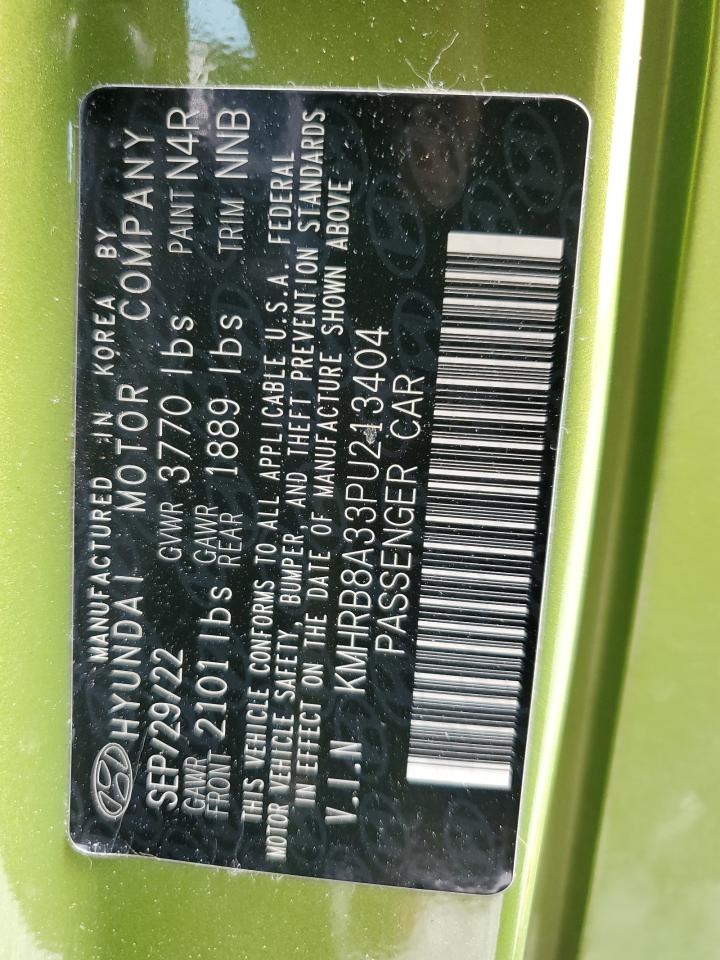 MANUFACTURED IN KOREA BY
HYUNDAI MOTOR COMPANY
SEP/29/22 GVWR 3770 lbs PAINT N4R
GAWR FRONT 2101 lbs GAWR REAR 1889 lbs TRIM NNB
THIS VEHICLE CONFORMS TO ALL APPLICABLE U.S.A. FEDERAL
MOTOR VEHICLE SAFETY, BUMPER, AND THEFT PREVENTION STANDARDS
IN EFFECT ON THE DATE OF MANUFACTURE SHOWN ABOVE
V.I.N KMHRB8A33PU213404
PASSENGER CAR